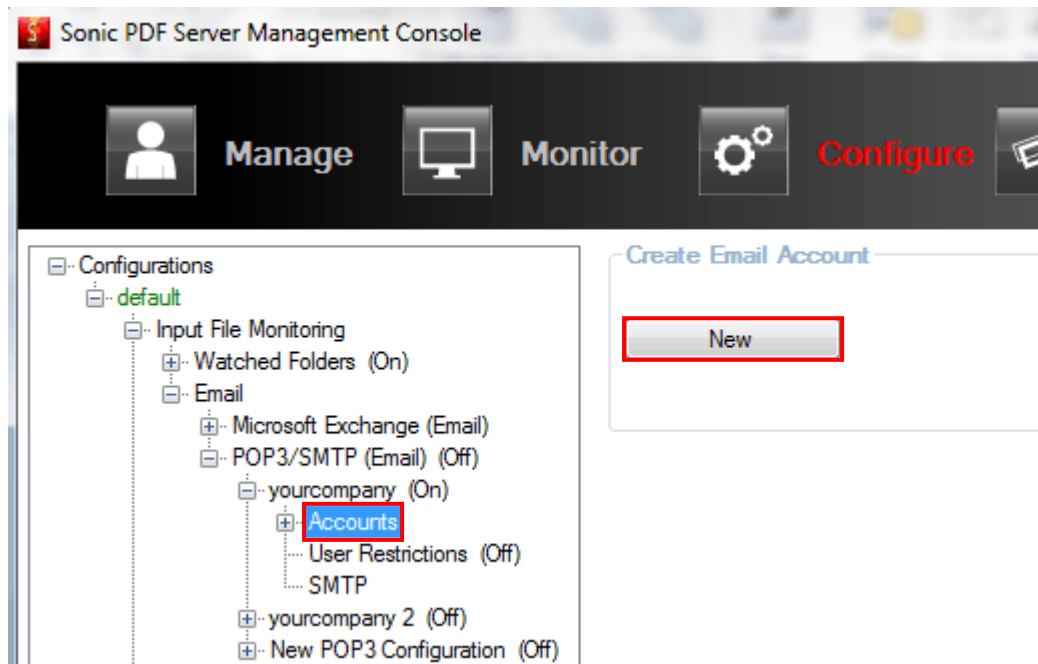 Sonic PDF Server Management Console
Manage Monitor Configure
Configurations
default
Input File Monitoring
Watched Folders (On)
Email
Microsoft Exchange (Email)
POP3/SMTP (Email) (Off)
yourcompany (On)
Accounts
User Restrictions (Off)
SMTP
yourcompany 2 (Off)
New POP3 Configuration (Off)
Create Email Account
New